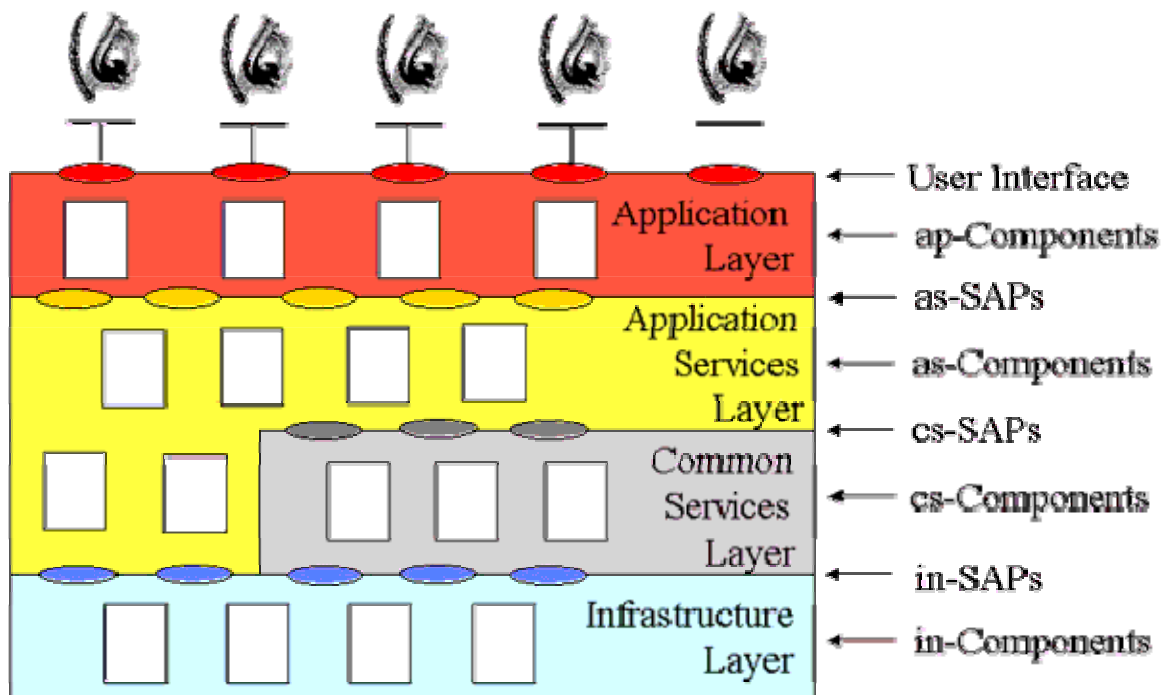 User Interface
Application
Layer
ap-Components
as-SAPs
Application
Services
Layer
as-Components
cs-SAPs
Common
Services
Layer
cs-Components
in-SAPs
Infrastructure
Layer
in-Components